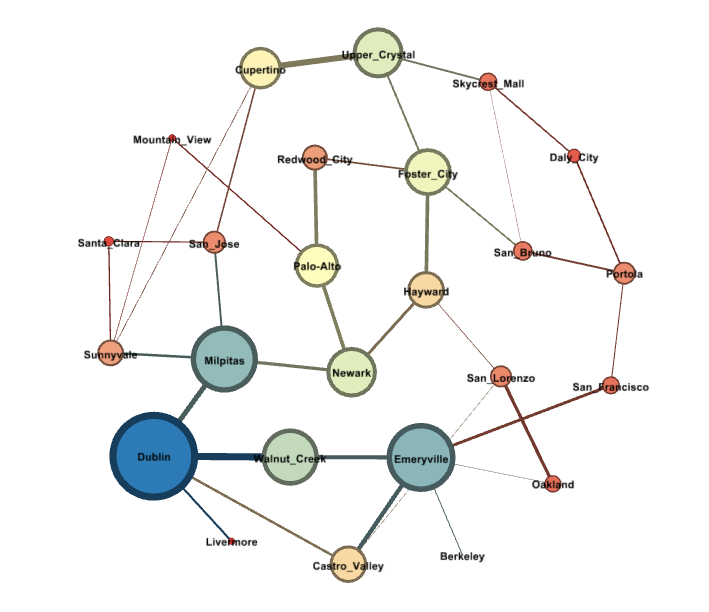 Upper_Crystal
Cupertino
Skycrest_Mall
Mountain_View
Redwood_City
Daly_City
Foster_City
Santa_Clara
San_Jose
San_Bruno
Palo-Alto
Portola
Hayward
Sunnyvale
Milpitas
Newark
San_Lorenzo
San_Francisco
Dublin
Walnut_Creek
Emeryville
Oakland
Livermore
Berkeley
Castro_Valley